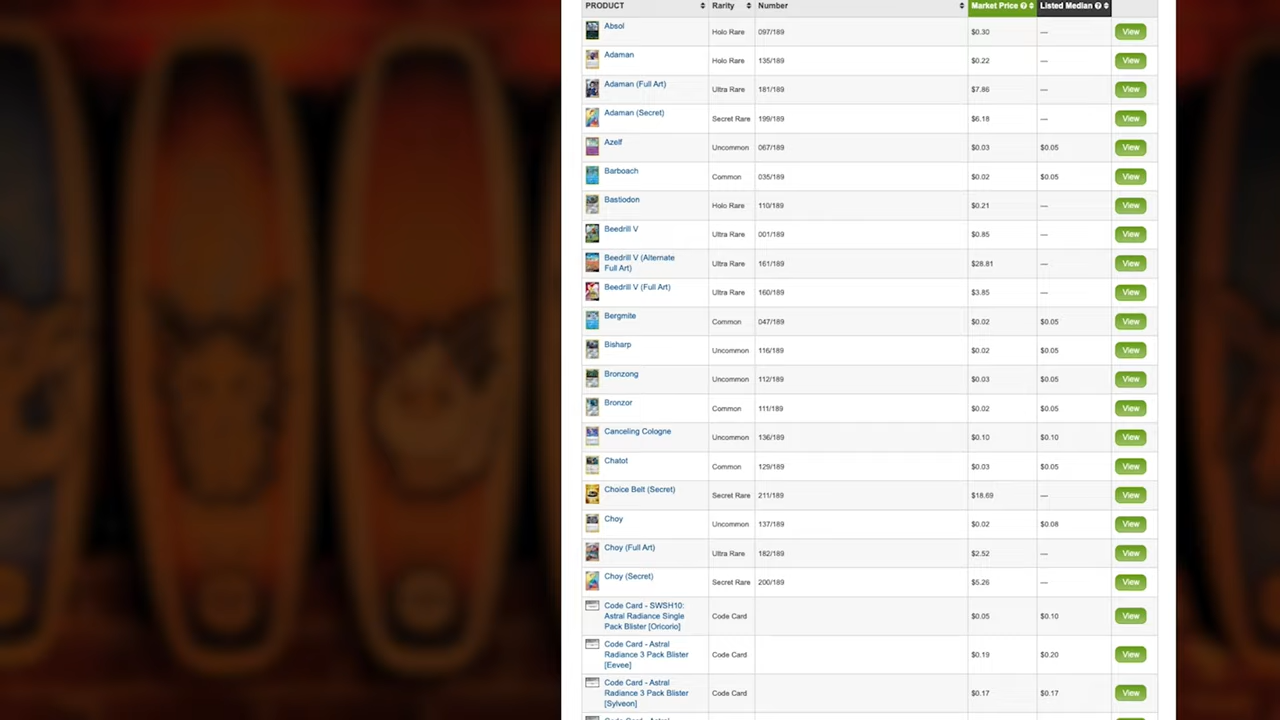 PRODUCT Rarity Number Market Price Listed Median
Absol Holo Rare 097/189 $0.30 — View
Adaman Holo Rare 135/189 $0.22 — View
Adaman (Full Art) Ultra Rare 181/189 $7.86 — View
Adaman (Secret) Secret Rare 199/189 $6.18 — View
Azelf Uncommon 067/189 $0.03 $0.05 View
Barboach Common 035/189 $0.02 $0.05 View
Bastiodon Holo Rare 110/189 $0.21 — View
Beedrill V Ultra Rare 001/189 $0.85 — View
Beedrill V (Alternate
Full Art) Ultra Rare 161/189 $28.81 — View
Beedrill V (Full Art) Ultra Rare 160/189 $3.85 — View
Bergmite Common 047/189 $0.02 $0.05 View
Bisharp Uncommon 116/189 $0.02 $0.05 View
Bronzong Uncommon 112/189 $0.03 $0.05 View
Bronzor Common 111/189 $0.02 $0.05 View
Canceling Cologne Uncommon 136/189 $0.10 $0.10 View
Chatot Common 129/189 $0.03 $0.05 View
Choice Belt (Secret) Secret Rare 211/189 $18.69 — View
Choy Uncommon 137/189 $0.02 $0.08 View
Choy (Full Art) Ultra Rare 182/189 $2.52 — View
Choy (Secret) Secret Rare 200/189 $5.26 — View
Code Card - SWSH10:
Astral Radiance Single
Pack Blister [Oricorio] Code Card $0.05 $0.10 View
Code Card - Astral
Radiance 3 Pack Blister
[Eevee] Code Card $0.19 $0.20 View
Code Card - Astral
Radiance 3 Pack Blister
[Sylveon] Code Card $0.17 $0.17 View